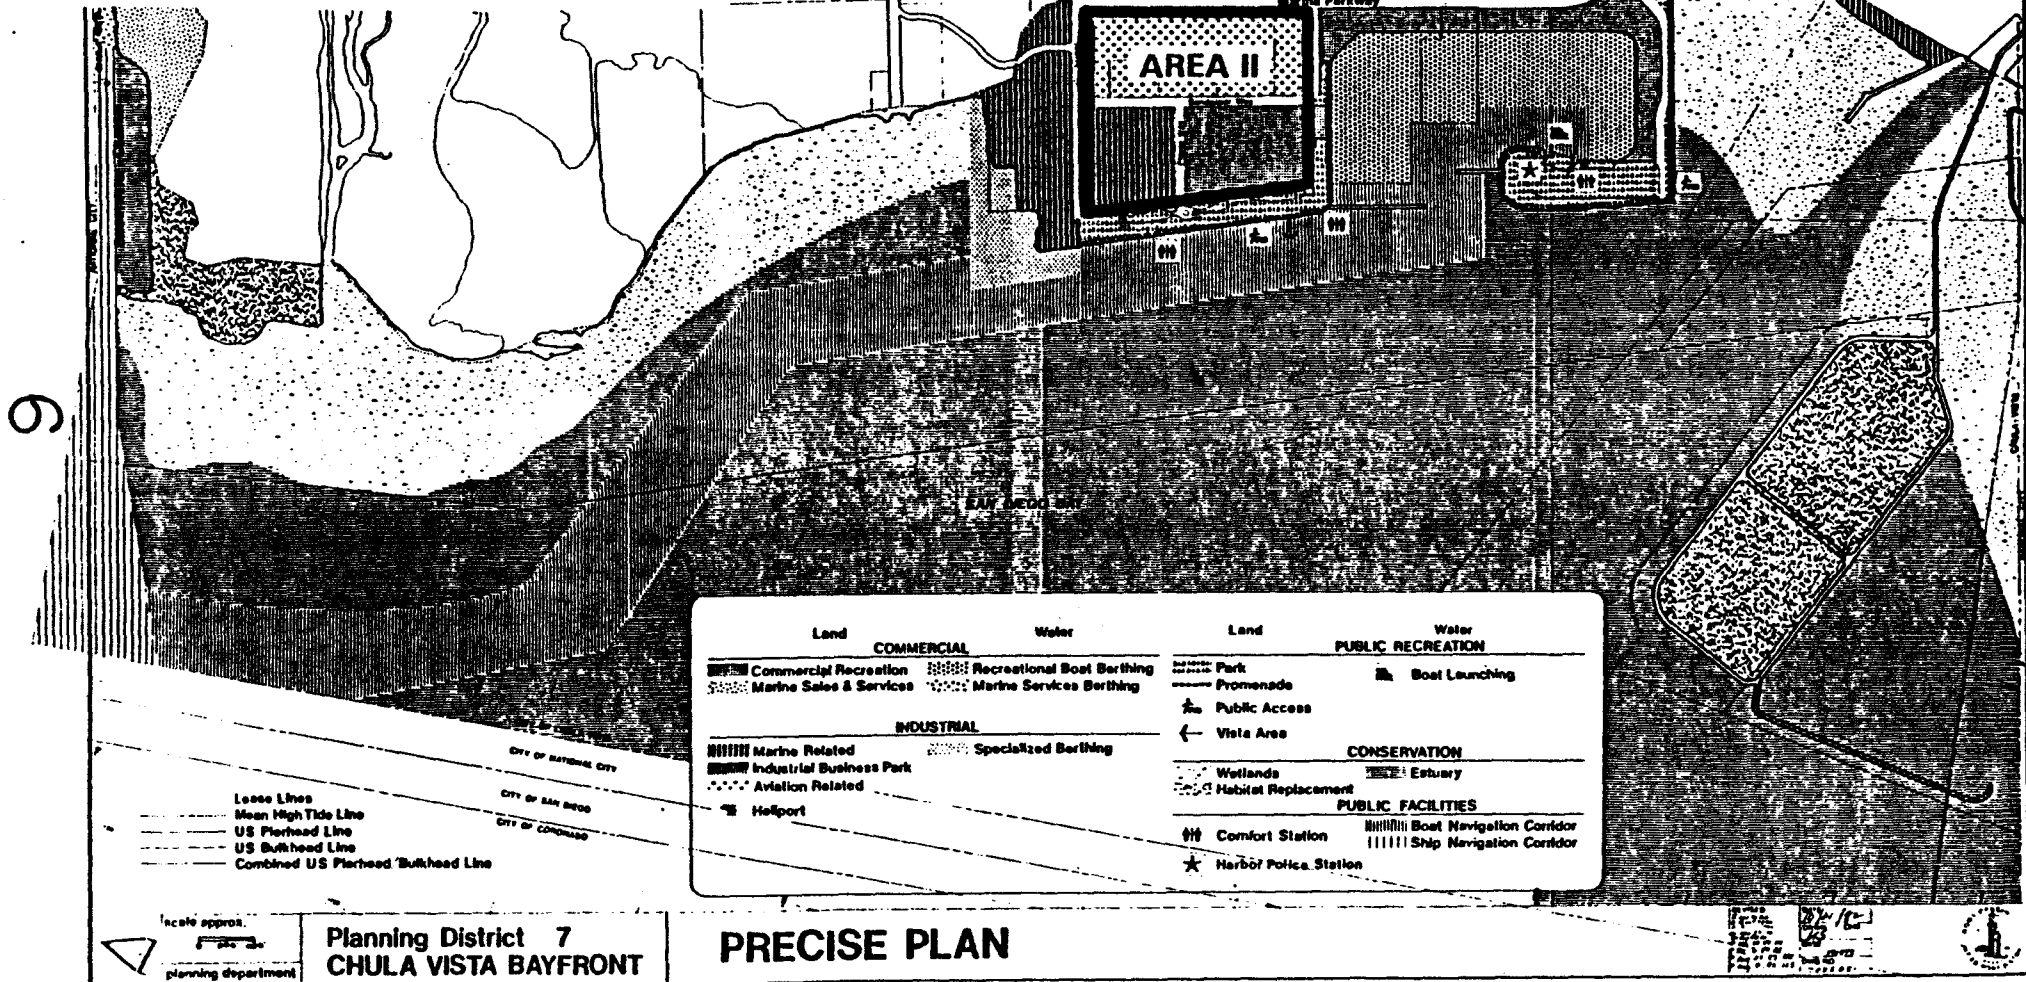 AREA II
9
SAN DIEGO BAY
Land Water
COMMERCIAL
Commercial Recreation Recreational Boat Berthing
Marine Sales & Services Marine Services Berthing
INDUSTRIAL
Marine Related Specialized Berthing
Industrial Business Park
Aviation Related
Heliport
Land Water
PUBLIC RECREATION
Park Boat Launching
Promenade
Public Access
Vista Area
CONSERVATION
Wetlands Estuary
Habitat Replacement
PUBLIC FACILITIES
Comfort Station Boat Navigation Corridor
Ship Navigation Corridor
Harbor Police Station
CITY OF NATIONAL CITY
CITY OF SAN DIEGO
CITY OF CORONADO
Lease Lines
Mean High Tide Line
US Pierhead Line
US Bulkhead Line
Combined US Pierhead/Bulkhead Line
scale approx.
planning department
Planning District 7
CHULA VISTA BAYFRONT
PRECISE PLAN